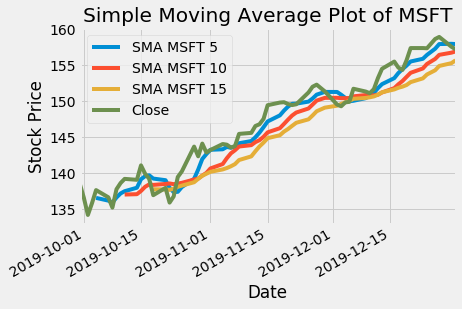 Simple Moving Average Plot of MSFT
160
155
150
145
140
135
Stock Price
SMA MSFT 5
SMA MSFT 10
SMA MSFT 15
Close
2019-10-01
2019-10-15
2019-11-01
2019-11-15
2019-12-01
2019-12-15
Date